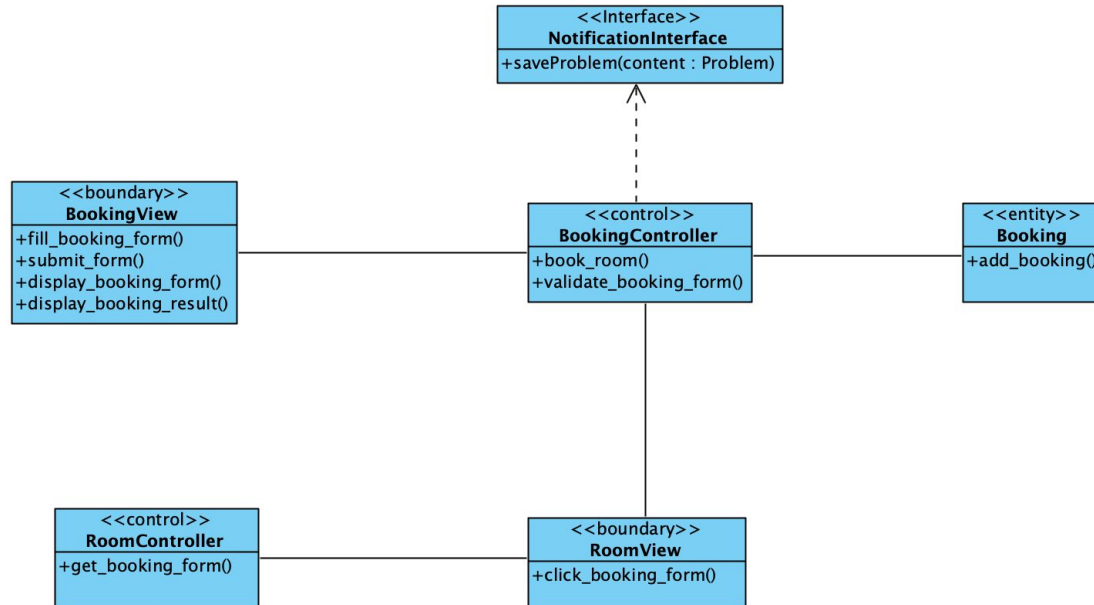 <<Interface>>
NotificationInterface
+saveProblem(content : Problem)
<<boundary>>
BookingView
+fill_booking_form()
+submit_form()
+display_booking_form()
+display_booking_result()
<<control>>
BookingController
+book_room()
+validate_booking_form()
<<entity>>
Booking
+add_booking()
<<control>>
RoomController
+get_booking_form()
<<boundary>>
RoomView
+click_booking_form()